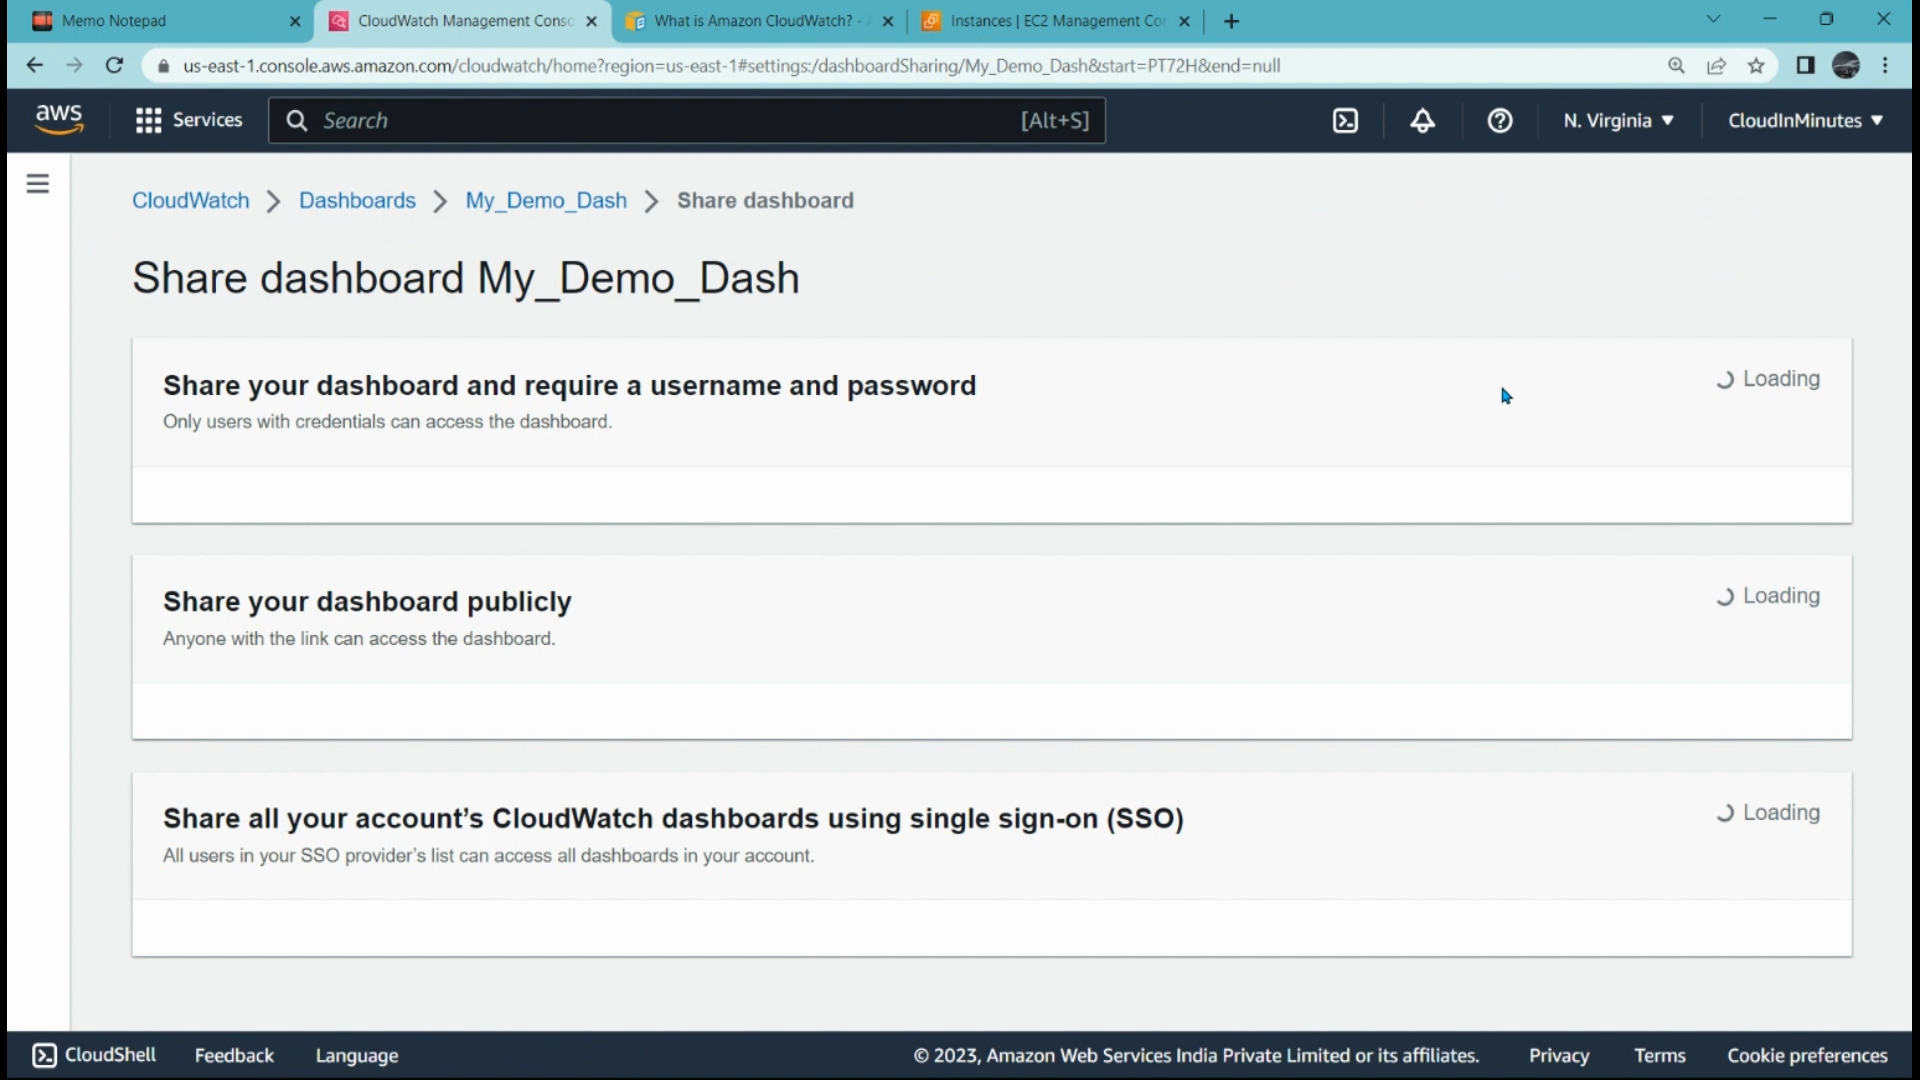 Memo Notepad
CloudWatch Management Conso
What is Amazon CloudWatch? -
Instances | EC2 Management Co
us-east-1.console.aws.amazon.com/cloudwatch/home?region=us-east-1#settings:/dashboardSharing/My_Demo_Dash&start=PT72H&end=null
aws
Services
Search
[Alt+S]
N. Virginia
CloudInMinutes
CloudWatch
Dashboards
My_Demo_Dash
Share dashboard
Share dashboard My_Demo_Dash
Share your dashboard and require a username and password
Loading
Only users with credentials can access the dashboard.
Share your dashboard publicly
Loading
Anyone with the link can access the dashboard.
Share all your account’s CloudWatch dashboards using single sign-on (SSO)
Loading
All users in your SSO provider’s list can access all dashboards in your account.
CloudShell
Feedback
Language
© 2023, Amazon Web Services India Private Limited or its affiliates.
Privacy
Terms
Cookie preferences